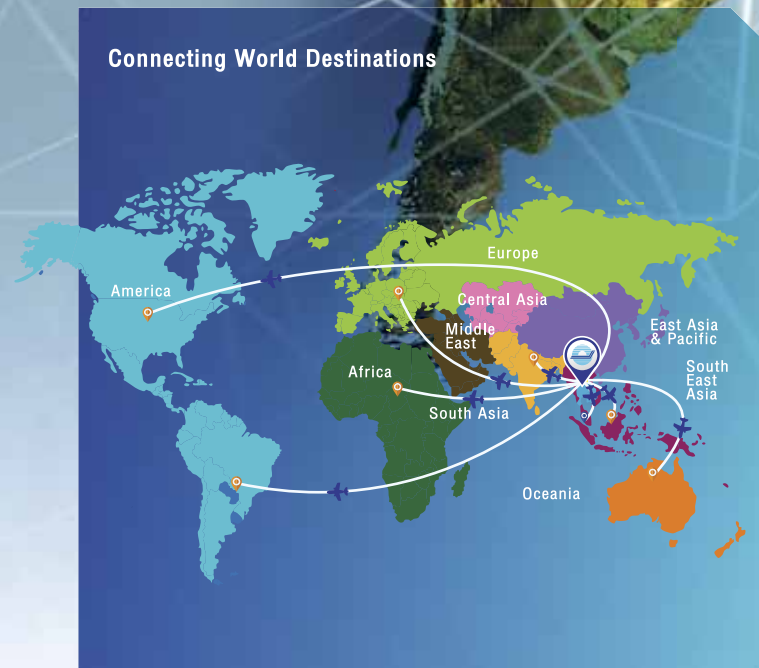 Connecting World Destinations
Europe
America
Central Asia
Middle
East
East Asia
& Pacific
Africa
South
East
Asia
South Asia
Oceania